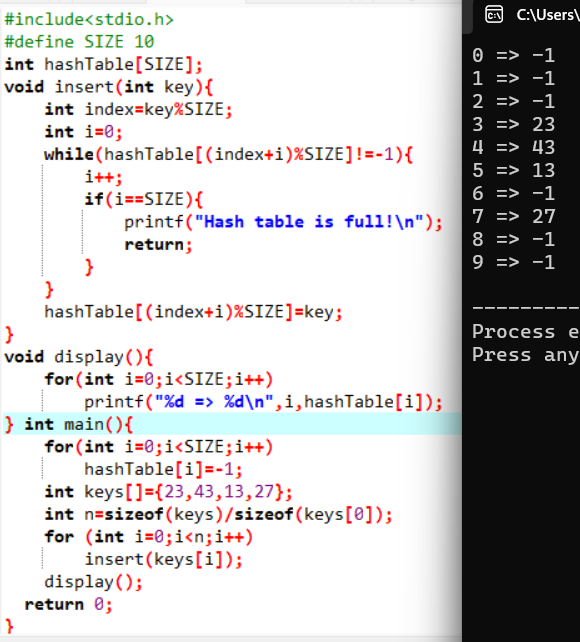 #include<stdio.h>
#define SIZE 10
int hashTable[SIZE];
void insert(int key){
    int index=key%SIZE;
    int i=0;
    while(hashTable[(index+i)%SIZE]!=-1){
        i++;
        if(i==SIZE){
            printf("Hash table is full!\n");
            return;
        }
    }
    hashTable[(index+i)%SIZE]=key;
}
void display(){
    for(int i=0;i<SIZE;i++)
        printf("%d => %d\n",i,hashTable[i]);
} int main(){
    for(int i=0;i<SIZE;i++)
        hashTable[i]=-1;
    int keys[]={23,43,13,27};
    int n=sizeof(keys)/sizeof(keys[0]);
    for (int i=0;i<n;i++)
        insert(keys[i]);
    display();
  return 0;
}
C:\Users\
0 => -1
1 => -1
2 => -1
3 => 23
4 => 43
5 => 13
6 => -1
7 => 27
8 => -1
9 => -1
---------
Process e
Press any